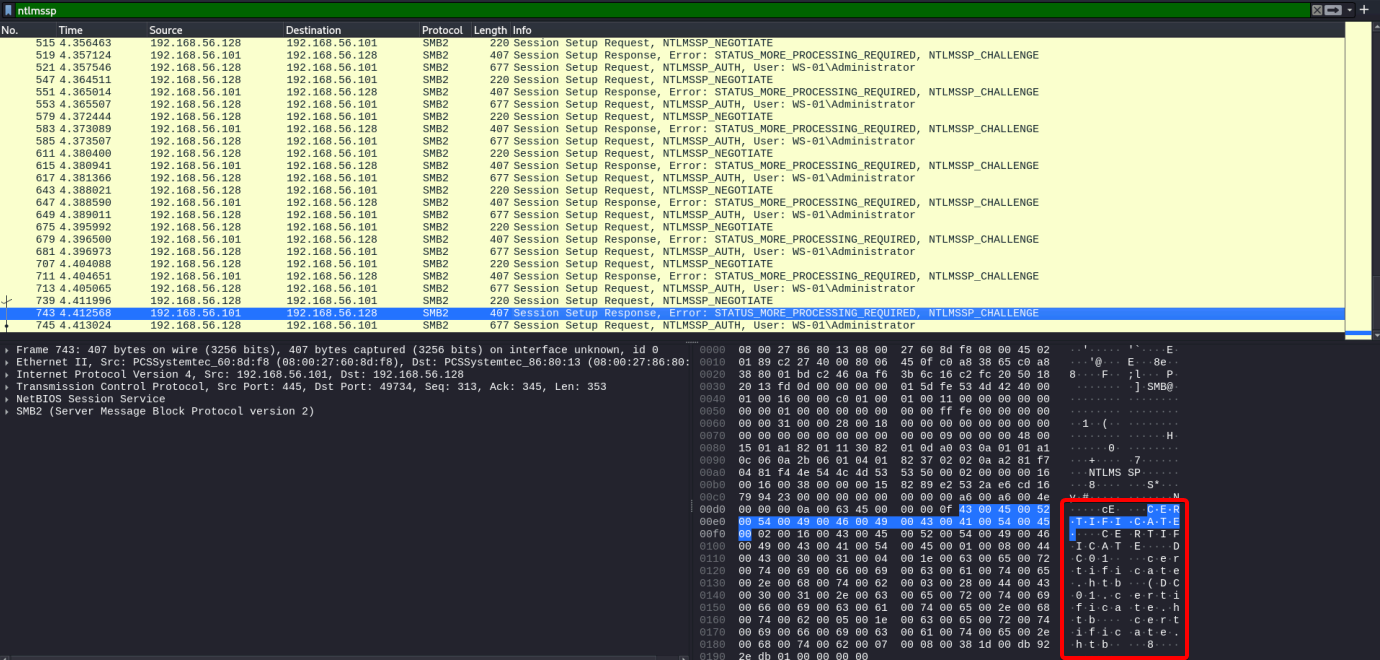 ntlmssp
No. Time Source Destination Protocol Length Info
515 4.356463 192.168.56.128 192.168.56.101 SMB2 220 Session Setup Request, NTLMSSP_NEGOTIATE
519 4.357124 192.168.56.101 192.168.56.128 SMB2 407 Session Setup Response, Error: STATUS_MORE_PROCESSING_REQUIRED, NTLMSSP_CHALLENGE
521 4.357546 192.168.56.128 192.168.56.101 SMB2 677 Session Setup Request, NTLMSSP_AUTH, User: WS-01\Administrator
547 4.364511 192.168.56.128 192.168.56.101 SMB2 220 Session Setup Request, NTLMSSP_NEGOTIATE
551 4.365014 192.168.56.101 192.168.56.128 SMB2 407 Session Setup Response, Error: STATUS_MORE_PROCESSING_REQUIRED, NTLMSSP_CHALLENGE
553 4.365507 192.168.56.128 192.168.56.101 SMB2 677 Session Setup Request, NTLMSSP_AUTH, User: WS-01\Administrator
579 4.372444 192.168.56.128 192.168.56.101 SMB2 220 Session Setup Request, NTLMSSP_NEGOTIATE
583 4.373089 192.168.56.101 192.168.56.128 SMB2 407 Session Setup Response, Error: STATUS_MORE_PROCESSING_REQUIRED, NTLMSSP_CHALLENGE
585 4.373507 192.168.56.128 192.168.56.101 SMB2 677 Session Setup Request, NTLMSSP_AUTH, User: WS-01\Administrator
611 4.380400 192.168.56.128 192.168.56.101 SMB2 220 Session Setup Request, NTLMSSP_NEGOTIATE
615 4.380941 192.168.56.101 192.168.56.128 SMB2 407 Session Setup Response, Error: STATUS_MORE_PROCESSING_REQUIRED, NTLMSSP_CHALLENGE
617 4.381366 192.168.56.128 192.168.56.101 SMB2 677 Session Setup Request, NTLMSSP_AUTH, User: WS-01\Administrator
643 4.388021 192.168.56.128 192.168.56.101 SMB2 220 Session Setup Request, NTLMSSP_NEGOTIATE
647 4.388590 192.168.56.101 192.168.56.128 SMB2 407 Session Setup Response, Error: STATUS_MORE_PROCESSING_REQUIRED, NTLMSSP_CHALLENGE
649 4.389011 192.168.56.128 192.168.56.101 SMB2 677 Session Setup Request, NTLMSSP_AUTH, User: WS-01\Administrator
675 4.395992 192.168.56.128 192.168.56.101 SMB2 220 Session Setup Request, NTLMSSP_NEGOTIATE
679 4.396500 192.168.56.101 192.168.56.128 SMB2 407 Session Setup Response, Error: STATUS_MORE_PROCESSING_REQUIRED, NTLMSSP_CHALLENGE
681 4.396973 192.168.56.128 192.168.56.101 SMB2 677 Session Setup Request, NTLMSSP_AUTH, User: WS-01\Administrator
707 4.404088 192.168.56.128 192.168.56.101 SMB2 220 Session Setup Request, NTLMSSP_NEGOTIATE
711 4.404651 192.168.56.101 192.168.56.128 SMB2 407 Session Setup Response, Error: STATUS_MORE_PROCESSING_REQUIRED, NTLMSSP_CHALLENGE
713 4.405065 192.168.56.128 192.168.56.101 SMB2 677 Session Setup Request, NTLMSSP_AUTH, User: WS-01\Administrator
739 4.411996 192.168.56.128 192.168.56.101 SMB2 220 Session Setup Request, NTLMSSP_NEGOTIATE
743 4.412568 192.168.56.101 192.168.56.128 SMB2 407 Session Setup Response, Error: STATUS_MORE_PROCESSING_REQUIRED, NTLMSSP_CHALLENGE
745 4.413024 192.168.56.128 192.168.56.101 SMB2 677 Session Setup Request, NTLMSSP_AUTH, User: WS-01\Administrator
Frame 743: 407 bytes on wire (3256 bits), 407 bytes captured (3256 bits) on interface unknown, id 0
Ethernet II, Src: PCSSystemtec_60:8d:f8 (08:00:27:60:8d:f8), Dst: PCSSystemtec_86:80:13 (08:00:27:86:80:
Internet Protocol Version 4, Src: 192.168.56.101, Dst: 192.168.56.128
Transmission Control Protocol, Src Port: 445, Dst Port: 49734, Seq: 313, Ack: 345, Len: 353
NetBIOS Session Service
SMB2 (Server Message Block Protocol version 2)
0000 08 00 27 86 80 13 08 00 27 60 8d f8 08 00 45 02 ··'····· '`····E·
0010 01 89 c2 27 40 00 80 06 45 0f c0 a8 38 65 c0 a8 ···'@··· E···8e··
0020 38 80 01 bd c2 46 0a f6 3b 6c 16 c2 fc 20 50 18 8····F·· ;l··· P·
0030 20 13 fd 0d 00 00 00 00 01 5d fe 53 4d 42 40 00 ······· ·]·SMB@·
0040 01 00 16 00 00 c0 01 00 01 00 11 00 00 00 00 00 ········ ········
0050 00 00 01 00 00 00 00 00 00 00 ff fe 00 00 00 00 ········ ········
0060 00 00 31 00 00 28 00 18 00 00 00 00 00 00 00 00 ··1··(·· ········
0070 00 00 00 00 00 00 00 00 00 09 00 00 00 48 00 ········ ·····H·
0080 15 01 a1 82 01 11 30 82 01 0d a0 03 0a 01 01 a1 ······0· ········
0090 0c 06 0a 2b 06 01 04 01 82 37 02 02 0a a2 81 f7 ···+···· ·7······
00a0 04 81 f4 4e 54 4c 4d 53 53 50 00 02 00 00 00 16 ···NTLMS SP······
00b0 00 16 00 38 00 00 00 15 82 89 e2 53 2a e6 cd 16 ···8···· ···S*···
00c0 79 94 23 00 00 00 00 00 00 00 00 a6 00 a6 00 4e y·#····· ·······N
00d0 00 00 00 0a 00 63 45 00 00 00 0f 43 00 45 00 52 ·····cE· ···C·E·R
00e0 00 54 00 49 00 46 00 49 00 43 00 41 00 54 00 45 ·T·I·F·I ·C·A·T·E
00f0 00 02 00 16 00 43 00 45 00 52 00 54 00 49 00 46 ·····C·E ·R·T·I·F
0100 00 49 00 43 00 41 00 54 00 45 00 01 00 08 00 44 ·I·C·A·T ·E·····D
0110 00 43 00 30 00 31 00 04 00 1e 00 63 00 65 00 72 ·C·0·1·· ···c·e·r
0120 00 74 00 69 00 66 00 69 00 63 00 61 00 74 00 65 ·t·i·f·i ·c·a·t·e
0130 00 2e 00 68 00 74 00 62 00 03 00 28 00 44 00 43 ·.·h·t·b ···(·D·C
0140 00 30 00 31 00 2e 00 63 00 65 00 72 00 74 00 69 ·0·1·.·c ·e·r·t·i
0150 00 66 00 69 00 63 00 61 00 74 00 65 00 2e 00 68 ·f·i·c·a ·t·e·.·h
0160 00 74 00 62 00 05 00 1e 00 63 00 65 00 72 00 74 ·t·b···· ·c·e·r·t
0170 00 69 00 66 00 69 00 63 00 61 00 74 00 65 00 2e ·i·f·i·c ·a·t·e·.
0180 00 68 00 74 00 62 00 07 00 08 00 38 1d 00 db 92 ·h·t·b·· ···8····
0190 2e db 01 00 00 00 00